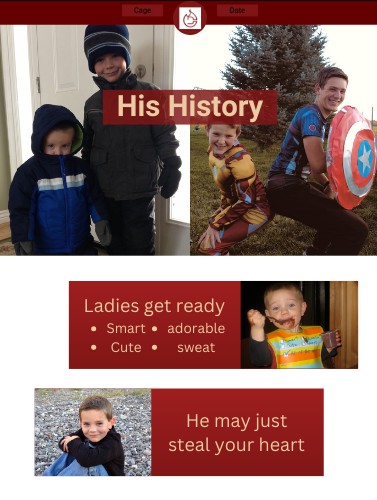 Cage Date
His History
Ladies get ready
Smart adorable
Cute sweat
He may just
steal your heart